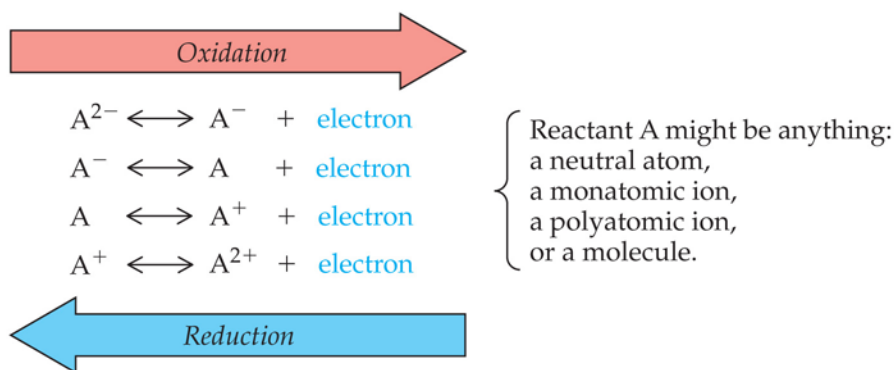 Oxidation
A²⁻ ⟷ A⁻ + electron
A⁻ ⟷ A + electron
A ⟷ A⁺ + electron
A⁺ ⟷ A²⁺ + electron
Reactant A might be anything:
a neutral atom,
a monatomic ion,
a polyatomic ion,
or a molecule.
Reduction